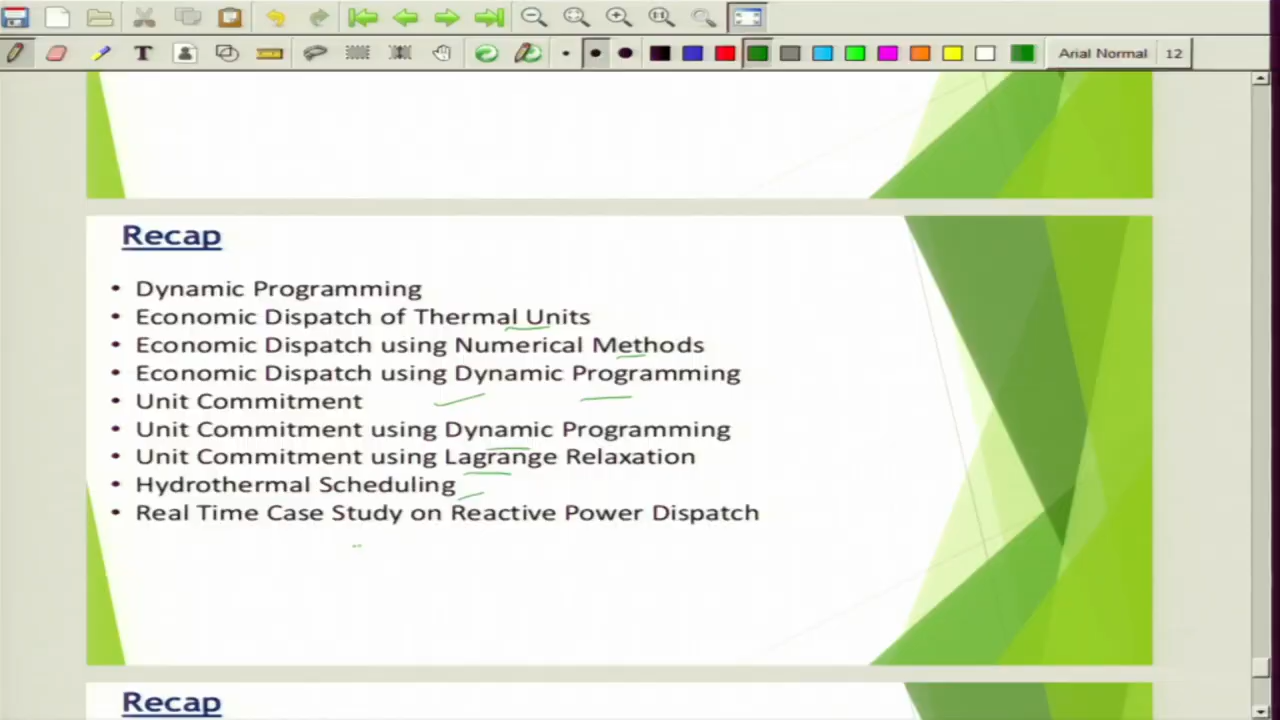 Arial Normal 12
Recap
• Dynamic Programming
• Economic Dispatch of Thermal Units
• Economic Dispatch using Numerical Methods
• Economic Dispatch using Dynamic Programming
• Unit Commitment
• Unit Commitment using Dynamic Programming
• Unit Commitment using Lagrange Relaxation
• Hydrothermal Scheduling
• Real Time Case Study on Reactive Power Dispatch
Recap